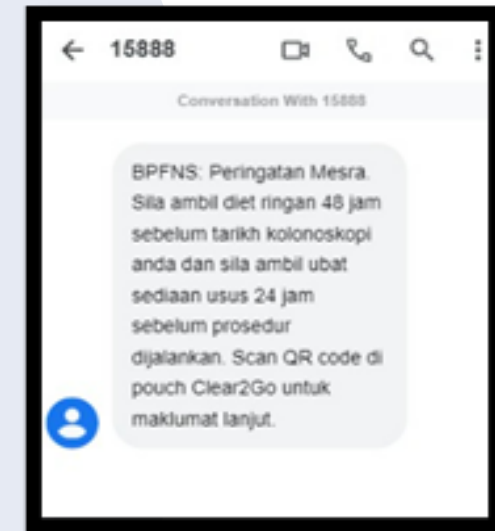 15888
Conversation With 15888
BPFNS: Peringatan Mesra.
Sila ambil diet ringan 48 jam
sebelum tarikh kolonoskopi
anda dan sila ambil ubat
sediaan usus 24 jam
sebelum prosedur
dijalankan. Scan QR code di
pouch Clear2Go untuk
maklumat lanjut.